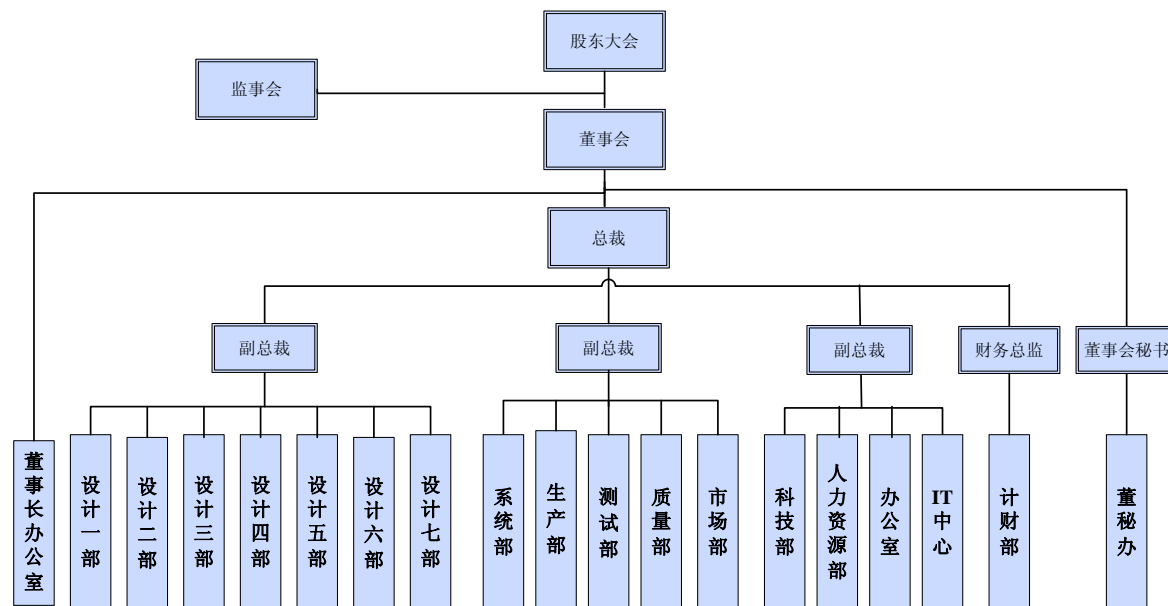 股东大会
监事会
董事会
总裁
副总裁
副总裁
副总裁
财务总监
董事会秘书
董事长办公室
设计一部
设计二部
设计三部
设计四部
设计五部
设计六部
设计七部
系统部
生产部
测试部
质量部
市场部
科技部
人力资源部
办公室
IT中心
计财部
董秘办